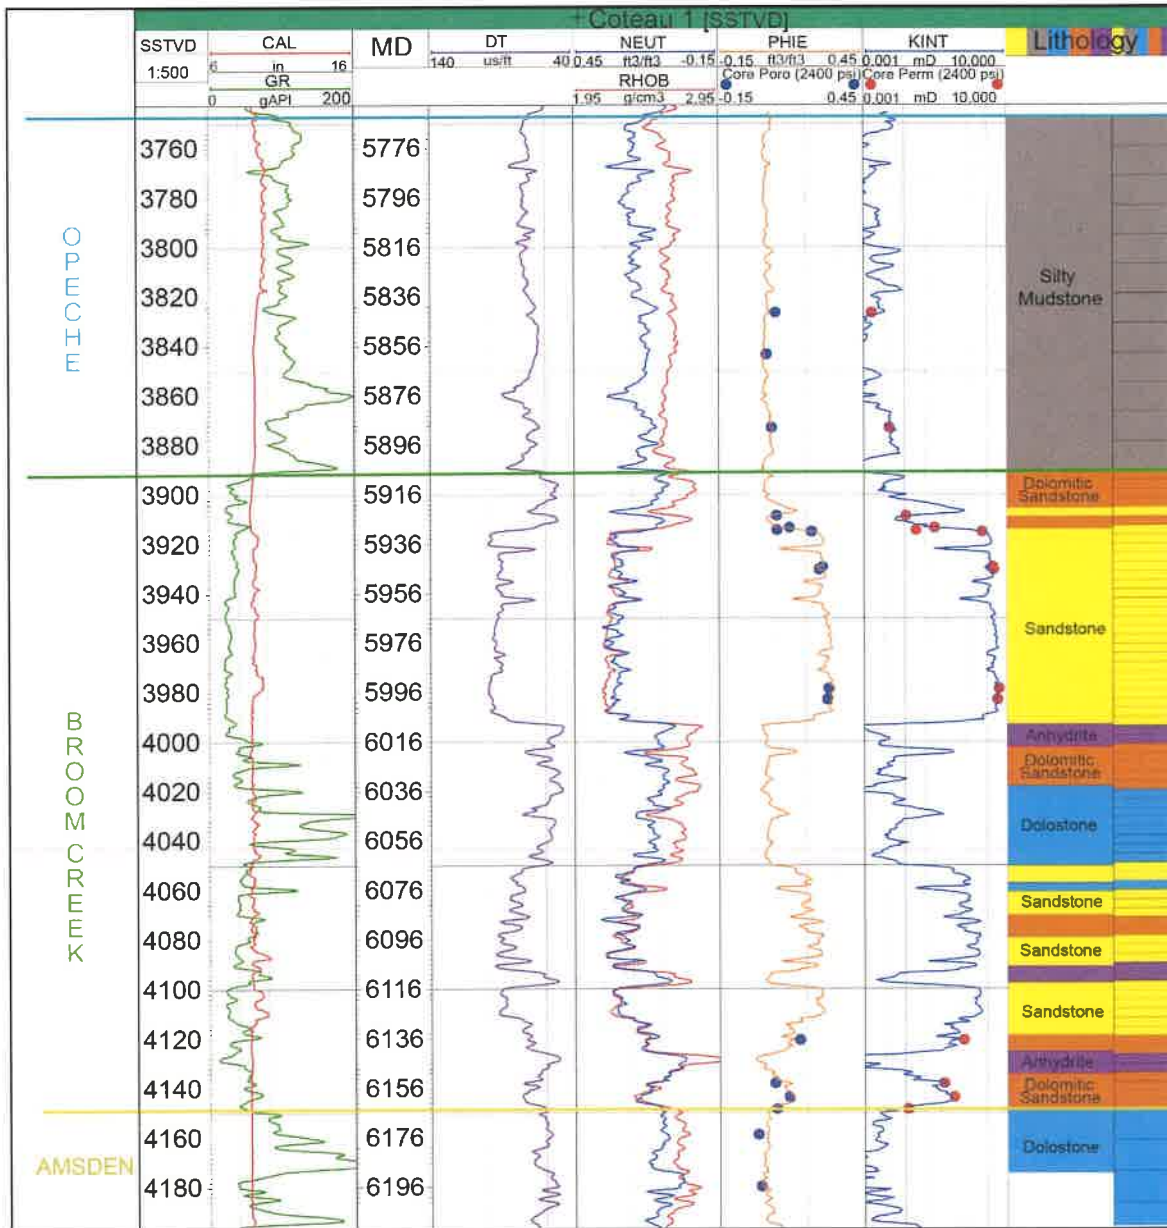 +Coteau 1 [SSTVD]
SSTVD CAL MD DT NEUT PHIE KINT Lithology
6 in 16 140 us/ft 40 0.45 ft3/ft3 -0.15 -0.15 ft3/ft3 0.45 0.001 mD 10,000
1:500 GR RHOB Core Poro (2400 psi) Core Perm (2400 psi)
0 gAPI 200 1.95 g/cm3 2.95 -0.15 0.45 0.001 mD 10,000
3760 5776
3780 5796
3800 5816
3820 5836
3840 5856
3860 5876
3880 5896
OPECHE
Silty
Mudstone
3900 5916
3920 5936
3940 5956
3960 5976
3980 5996
4000 6016
4020 6036
4040 6056
4060 6076
4080 6096
4100 6116
4120 6136
4140 6156
BROOM CREEK
Dolomitic
Sandstone
Sandstone
Anhydrite
Dolomitic
Sandstone
Dolostone
Sandstone
Sandstone
Sandstone
Anhydrite
Dolomitic
Sandstone
4160 6176
4180 6196
AMSDEN
Dolostone